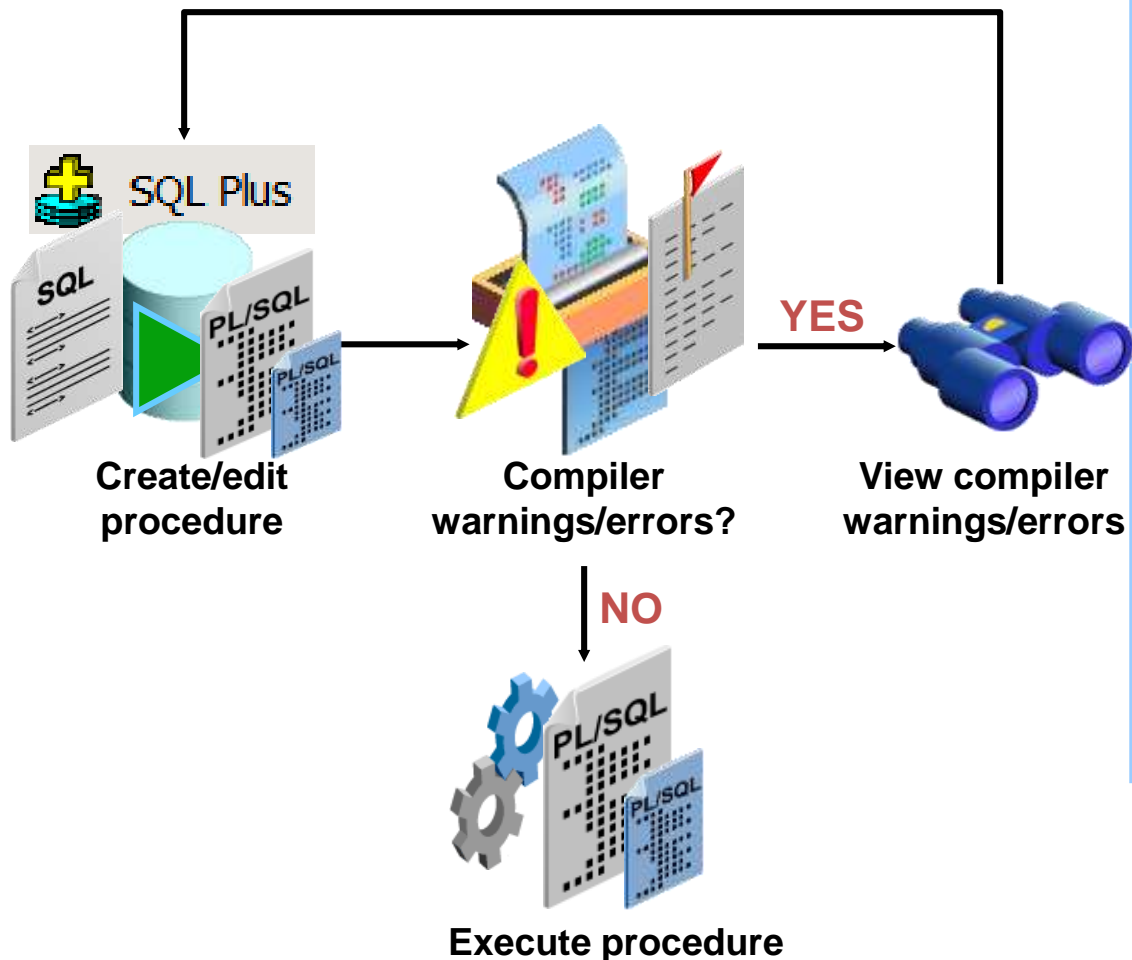 SQL Plus
SQL
PL/SQL
PL/SQL
YES
Create/edit
procedure
Compiler
warnings/errors?
View compiler
warnings/errors
NO
PL/SQL
PL/SQL
Execute procedure